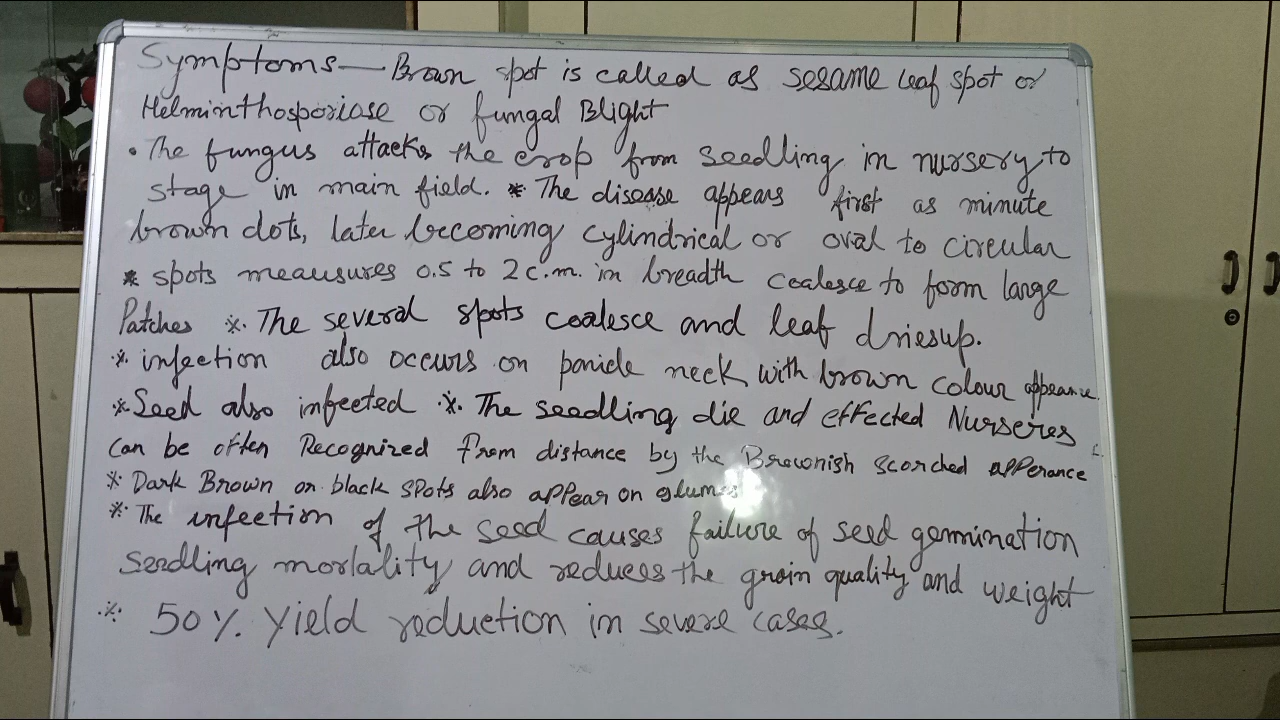 Symptoms — Brown spot is called as sesame leaf spot or
Helminthosporiose or fungal Blight
• The fungus attacks the crop from seedling in nursery to
stage in main field. * The disease appears first as minute
brown dots, later becoming cylindrical or oval to circular
* spots meausures 0.5 to 2 c.m. in breadth coalesce to form large
Patches * The several spots coalesce and leaf driesup.
* infection also occurs on panicle neck with brown colour appearance.
* Seed also infected * The seedling die and effected Nurseres
Can be often Recognized from distance by the Brownish scorched apperance
* Dark Brown or black spots also appear on glumes
* The infection of the seed causes failure of seed germination
seedling mortality and reduces the grain quality and weight
* 50% yield reduction in severe cases.